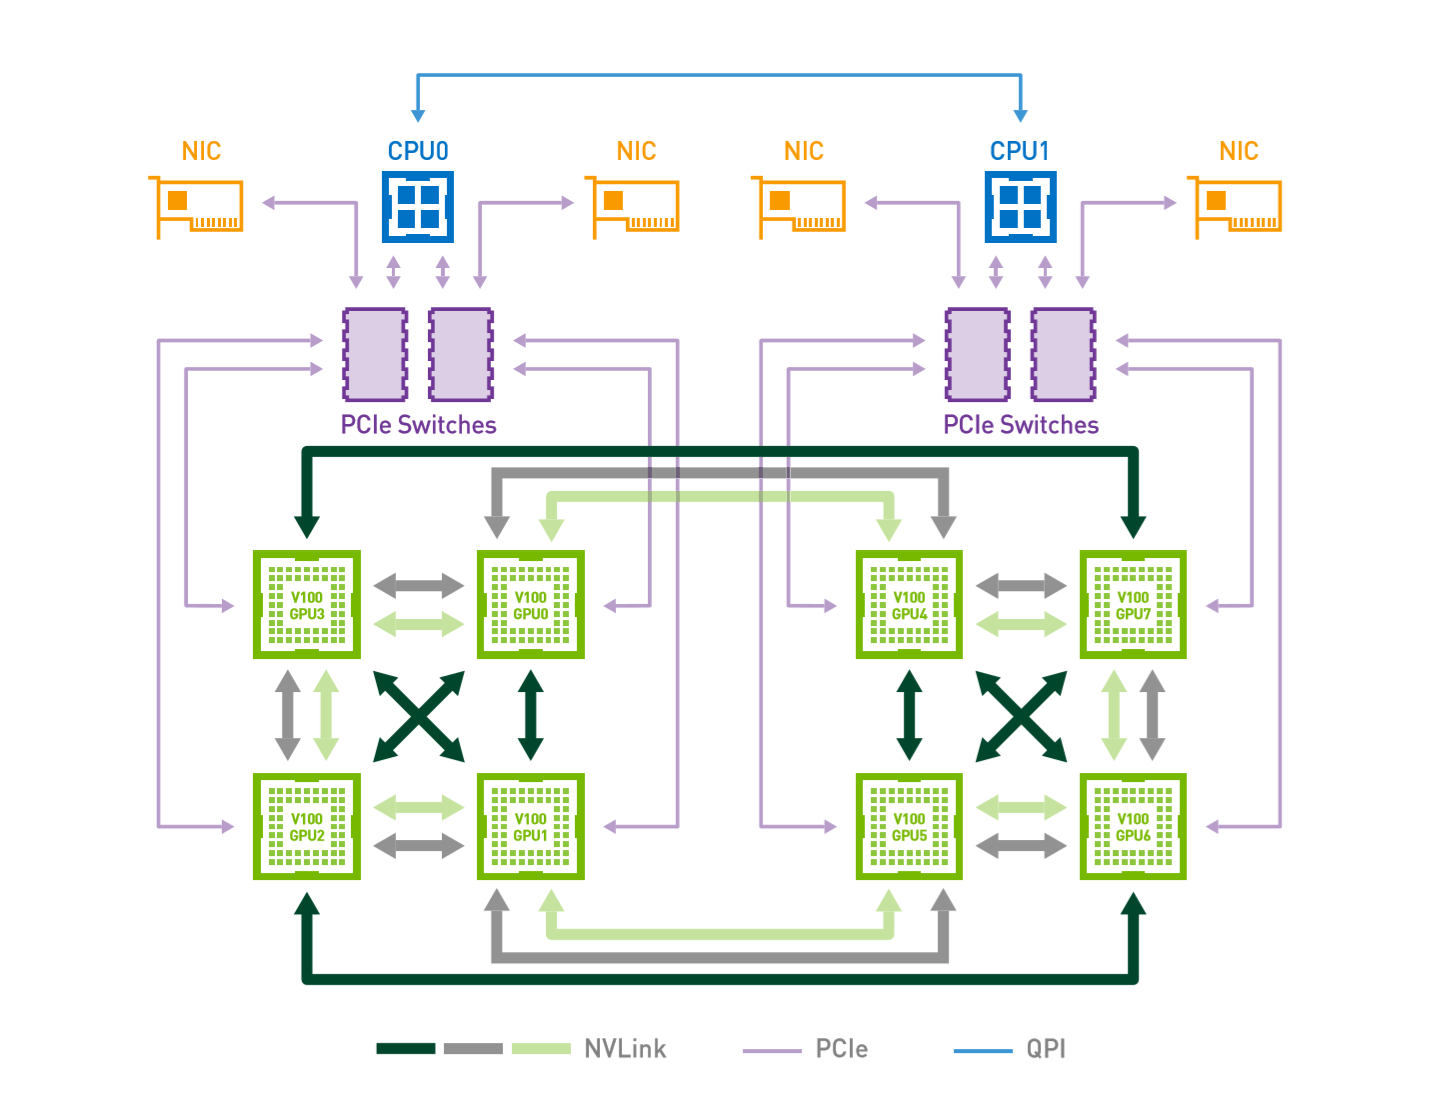 NIC
CPU0
NIC
NIC
CPU1
NIC
PCIe Switches
PCIe Switches
V100
GPU3
V100
GPU0
V100
GPU4
V100
GPU7
V100
GPU2
V100
GPU1
V100
GPU5
V100
GPU6
NVLink
PCIe
QPI